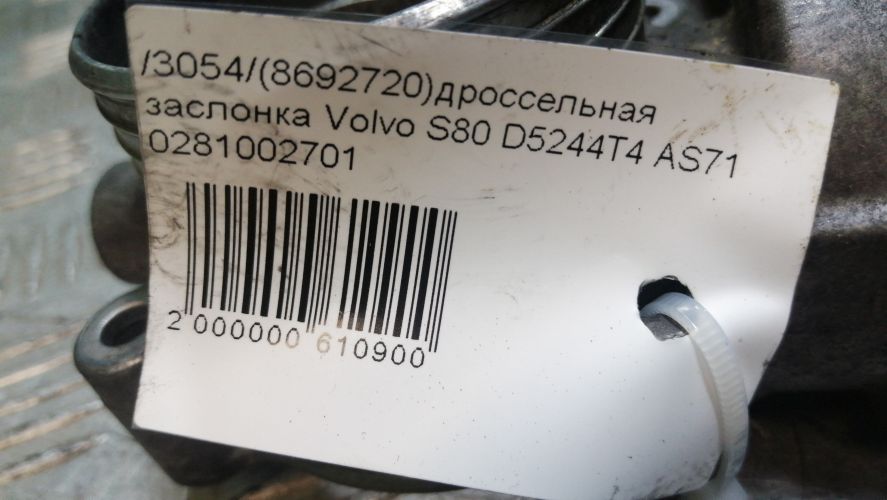 /3054/(8692720)дроссельная
заслонка Volvo S80 D5244T4 AS71
0281002701
2 000000 610900